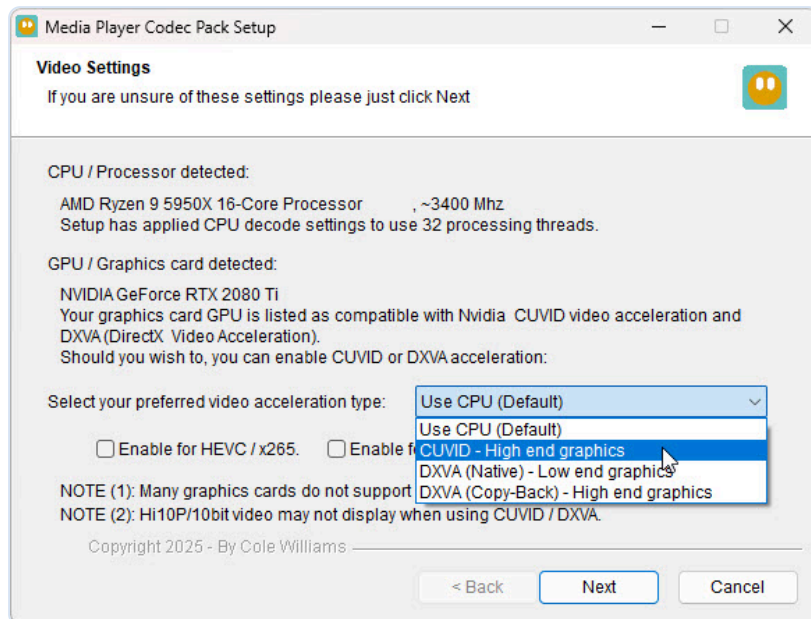 Media Player Codec Pack Setup
Video Settings
If you are unsure of these settings please just click Next
CPU / Processor detected:
AMD Ryzen 9 5950X 16-Core Processor , ~3400 Mhz
Setup has applied CPU decode settings to use 32 processing threads.
GPU / Graphics card detected:
NVIDIA GeForce RTX 2080 Ti
Your graphics card GPU is listed as compatible with Nvidia CUVID video acceleration and
DXVA (DirectX Video Acceleration).
Should you wish to, you can enable CUVID or DXVA acceleration:
Select your preferred video acceleration type: Use CPU (Default)
Use CPU (Default)
CUVID - High end graphics
DXVA (Native) - Low end graphics
DXVA (Copy-Back) - High end graphics
Enable for HEVC / x265. Enable
NOTE (1): Many graphics cards do not support
NOTE (2): Hi10P/10bit video may not display when using CUVID / DXVA.
Copyright 2025 - By Cole Williams
< Back Next Cancel